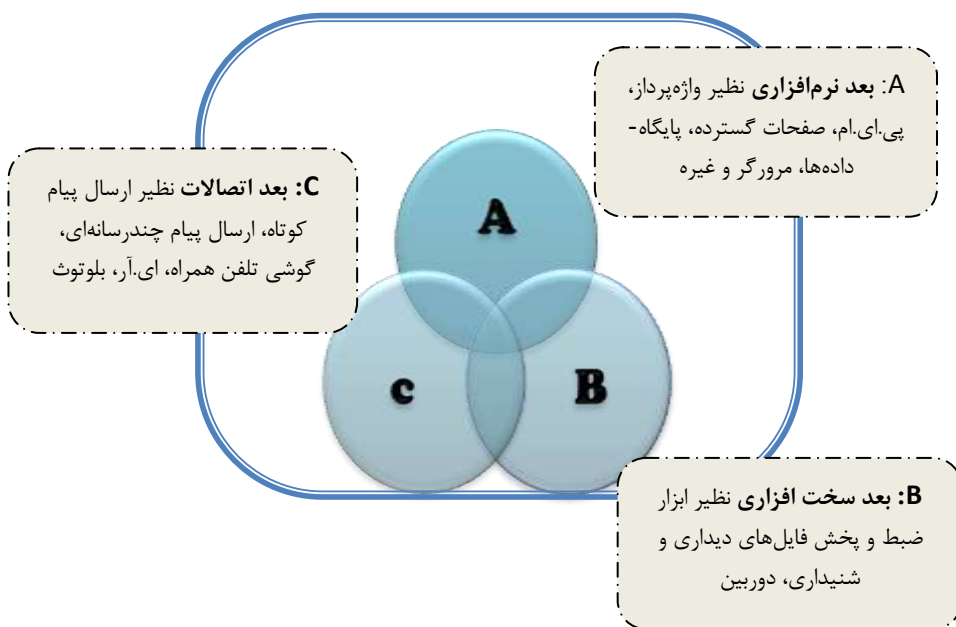 A: بعد نرم‌افزاری نظیر واژه‌پرداز،
پی.ای.ام، صفحات گسترده، پایگاه-
داده‌ها، مرورگر و غیره
C: بعد اتصالات نظیر ارسال پیام
کوتاه، ارسال پیام چندرسانه‌ای،
گوشی تلفن همراه، ای.آر، بلوتوث
A
c
B
B: بعد سخت افزاری نظیر ابزار
ضبط و پخش فایل‌های دیداری و
شنیداری، دوربین